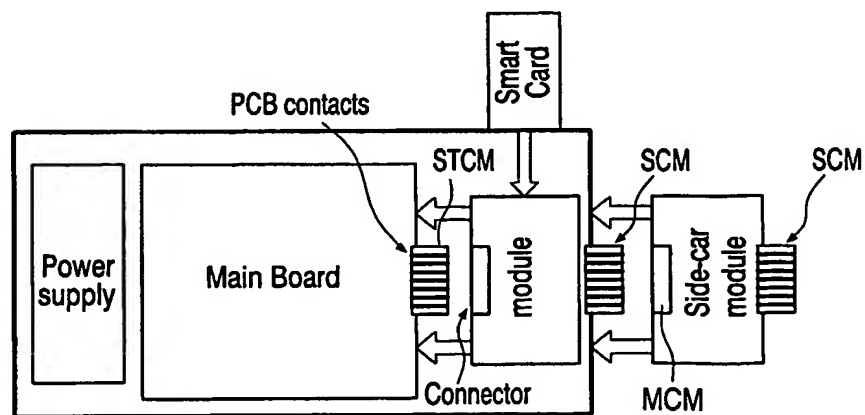 Smart
Card
PCB contacts
STCM
SCM
SCM
Power
supply
Main Board
module
Side-car
module
Connector
MCM